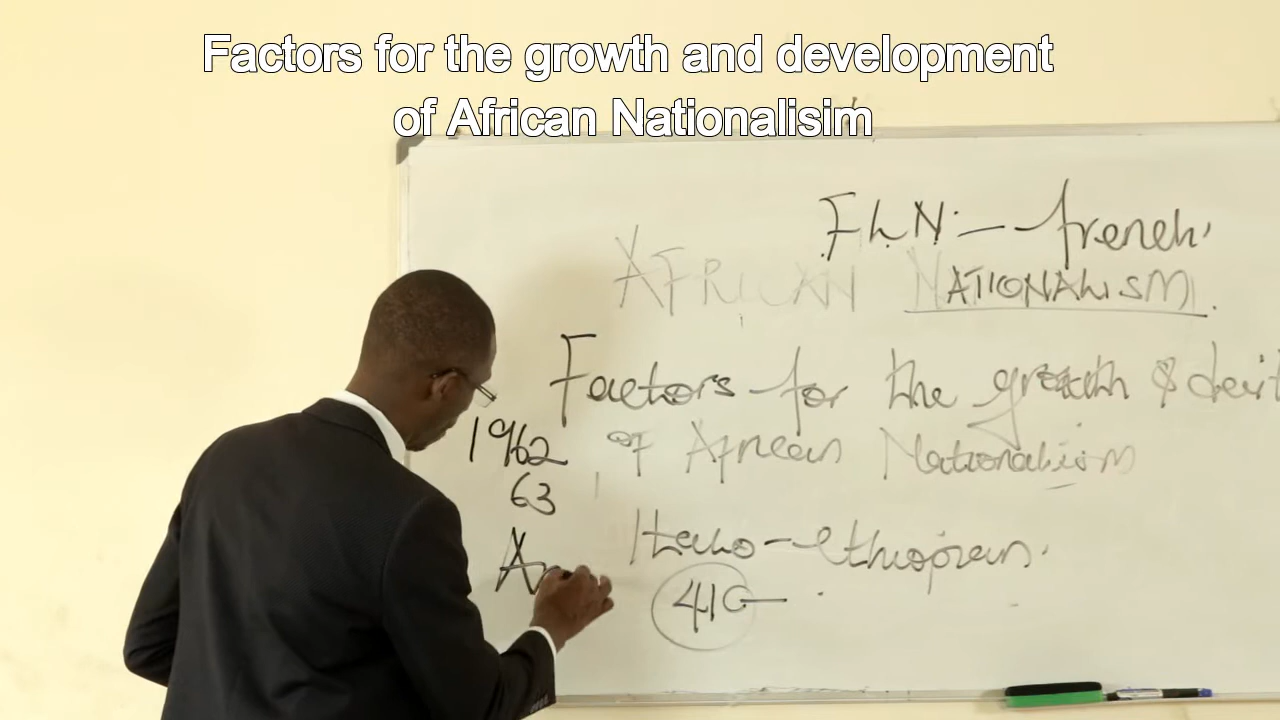 Factors for the growth and development
of African Nationalisim
FLN - french
AFRICAN NATIONALISM
Factors for the growth &
of African Nationalism
1962
63
Italo-ethiopian
41